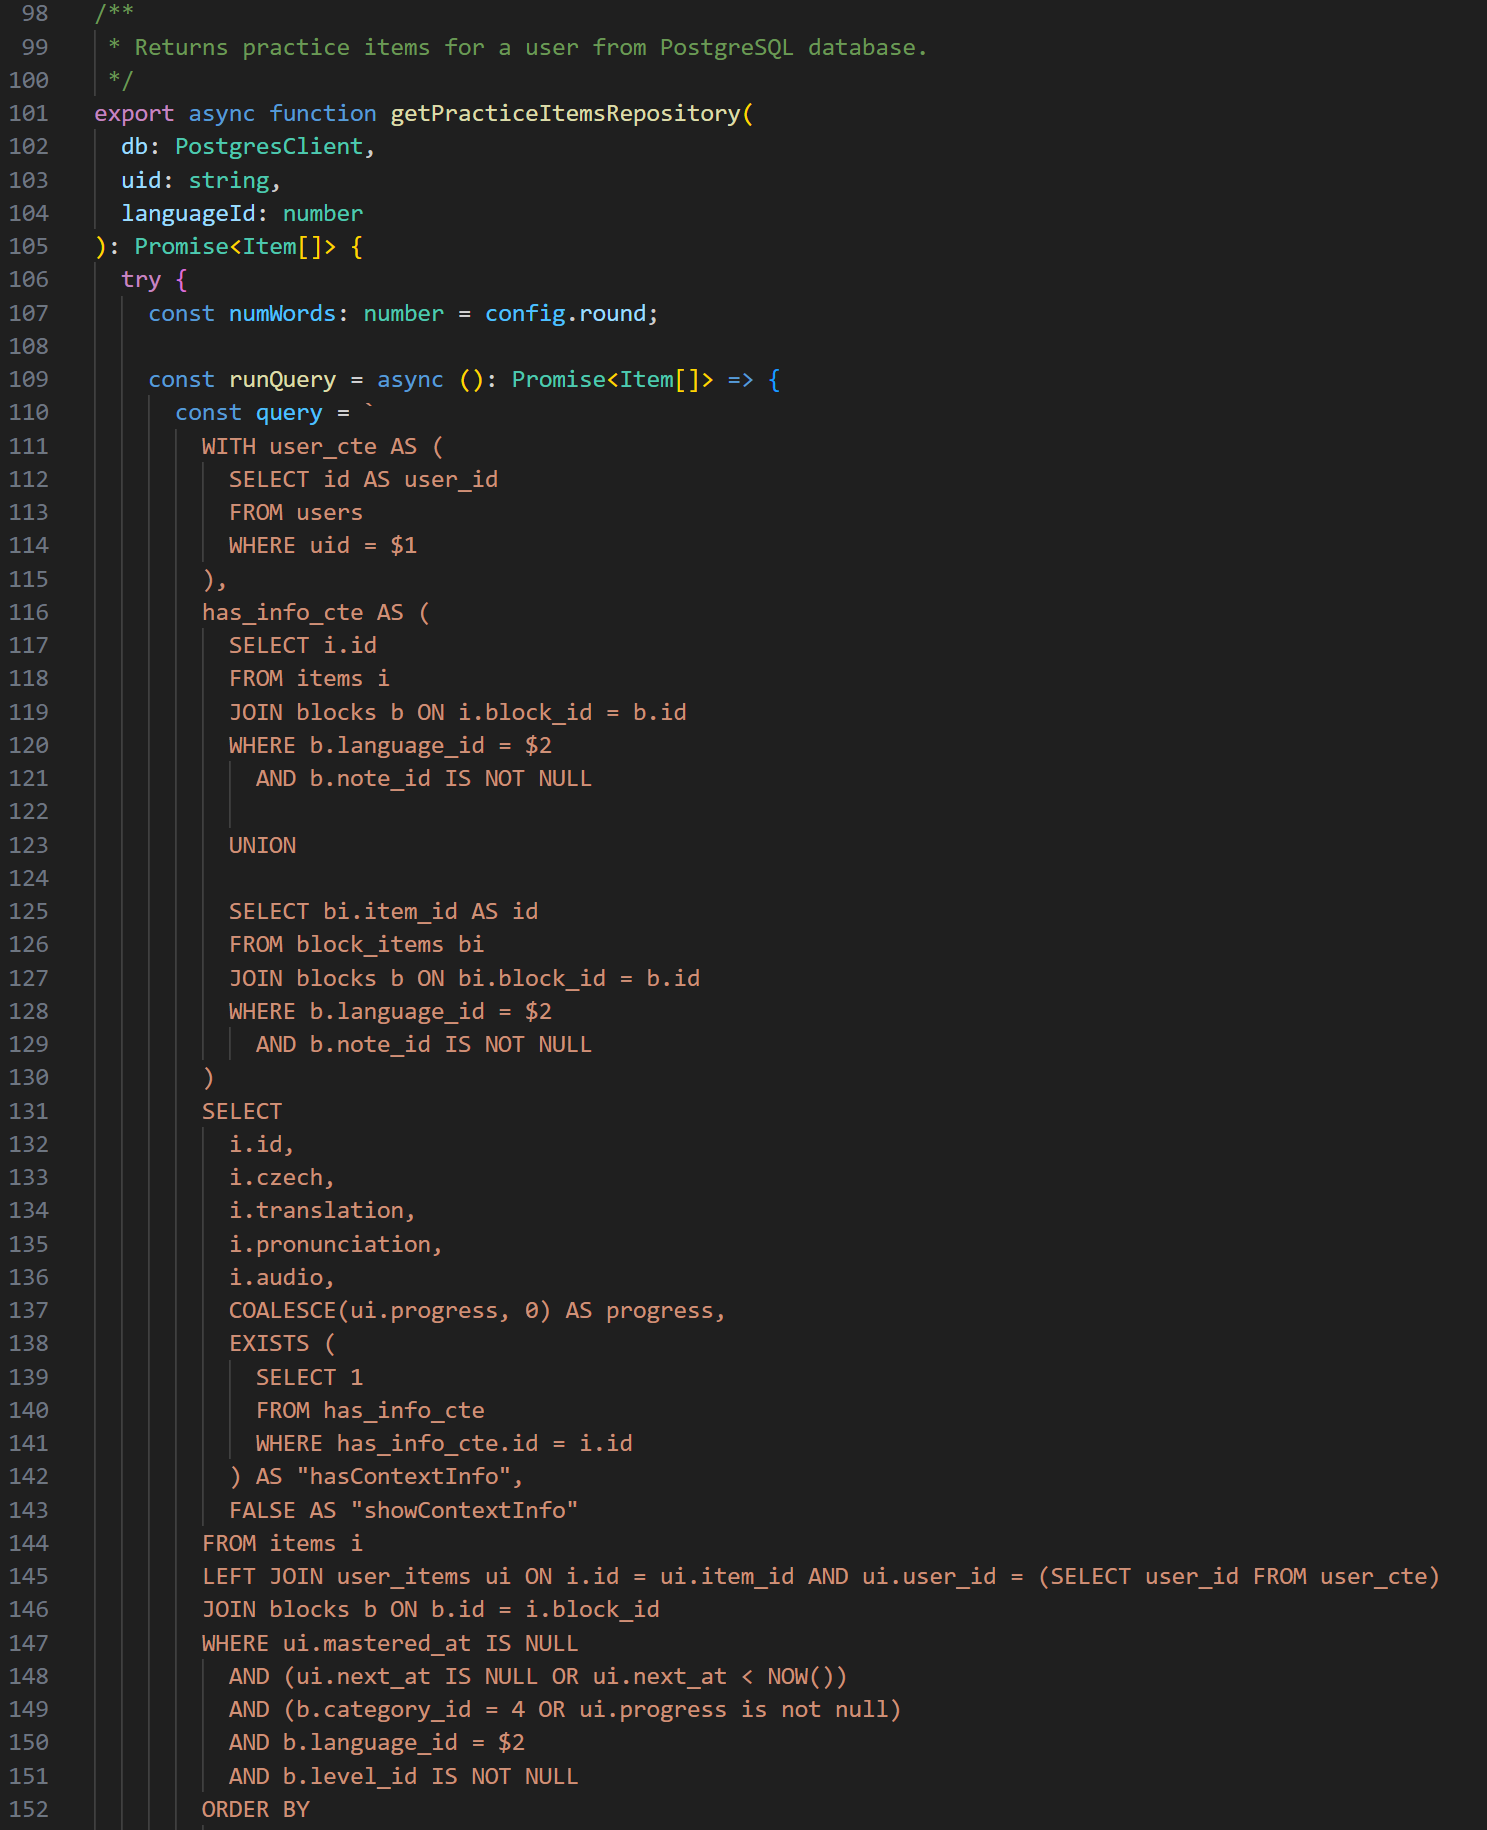 98 /**
99 * Returns practice items for a user from PostgreSQL database.
100 */
101 export async function getPracticeItemsRepository(
102 db: PostgresClient,
103 uid: string,
104 languageId: number
105 ): Promise<Item[]> {
106 try {
107 const numWords: number = config.round;
108
109 const runQuery = async (): Promise<Item[]> => {
110 const query = `
111 WITH user_cte AS (
112 SELECT id AS user_id
113 FROM users
114 WHERE uid = $1
115 ),
116 has_info_cte AS (
117 SELECT i.id
118 FROM items i
119 JOIN blocks b ON i.block_id = b.id
120 WHERE b.language_id = $2
121 AND b.note_id IS NOT NULL
122
123 UNION
124
125 SELECT bi.item_id AS id
126 FROM block_items bi
127 JOIN blocks b ON bi.block_id = b.id
128 WHERE b.language_id = $2
129 AND b.note_id IS NOT NULL
130 )
131 SELECT
132 i.id,
133 i.czech,
134 i.translation,
135 i.pronunciation,
136 i.audio,
137 COALESCE(ui.progress, 0) AS progress,
138 EXISTS (
139 SELECT 1
140 FROM has_info_cte
141 WHERE has_info_cte.id = i.id
142 ) AS "hasContextInfo",
143 FALSE AS "showContextInfo"
144 FROM items i
145 LEFT JOIN user_items ui ON i.id = ui.item_id AND ui.user_id = (SELECT user_id FROM user_cte)
146 JOIN blocks b ON b.id = i.block_id
147 WHERE ui.mastered_at IS NULL
148 AND (ui.next_at IS NULL OR ui.next_at < NOW())
149 AND (b.category_id = 4 OR ui.progress is not null)
150 AND b.language_id = $2
151 AND b.level_id IS NOT NULL
152 ORDER BY